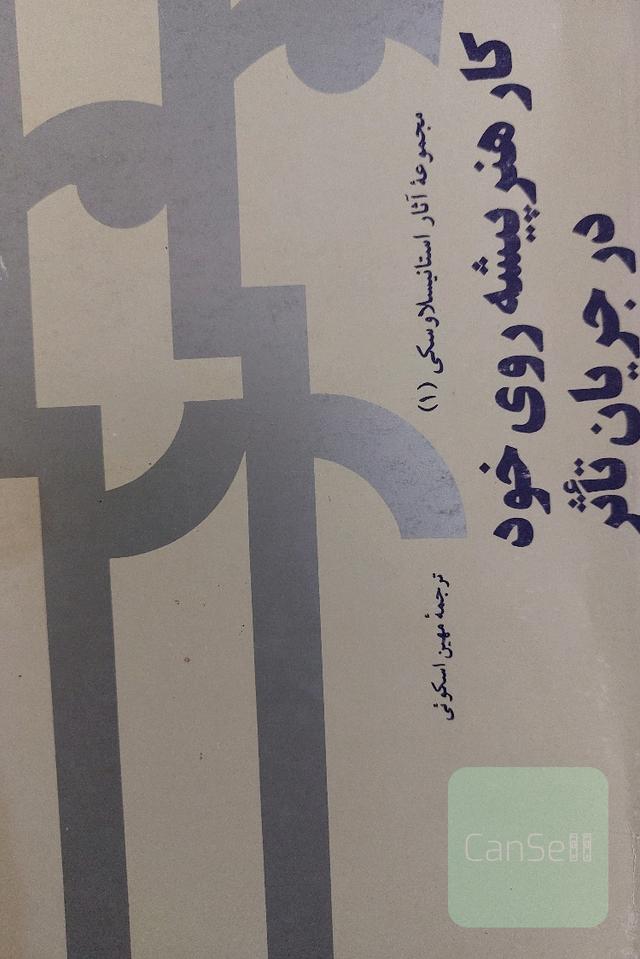 کار هنرپیشه روی خود
در جریان تأثر
مجموعهٔ آثار استانیسلاوسکی (۱)
ترجمهٔ مهین اسکوئی
CanSell